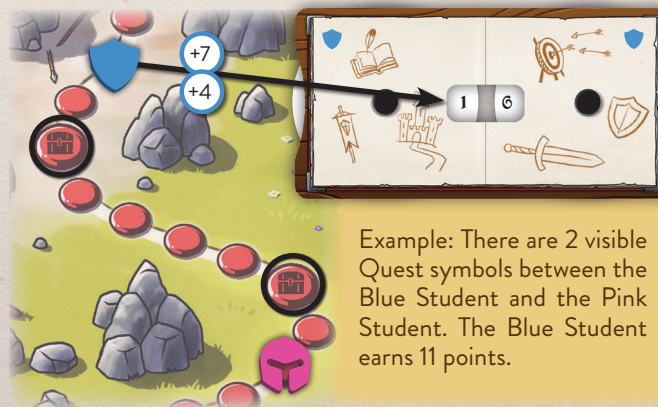 +7
+4
1 6
Example: There are 2 visible
Quest symbols between the
Blue Student and the Pink
Student. The Blue Student
earns 11 points.